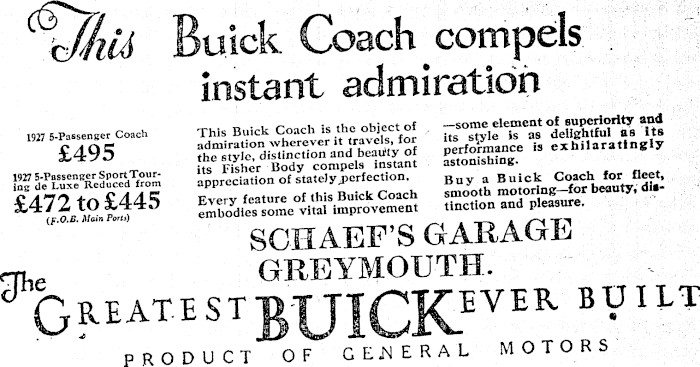 This Buick Coach compels
instant admiration
1927 5-Passenger Coach
£495
1927 5-Passenger Sport Tour-
ing de Luxe Reduced from
£472 to £445
(F.O.B. Main Ports)
This Buick Coach is the object of
admiration wherever it travels, for
the style, distinction and beauty of
its Fisher Body compels instant
appreciation of stately perfection.
Every feature of this Buick Coach
embodies some vital improvement
—some element of superiority and
its style is as delightful as its
performance is exhilaratingly
astonishing.
Buy a Buick Coach for fleet,
smooth motoring—for beauty, dis-
tinction and pleasure.
SCHAEF'S GARAGE
GREYMOUTH.
The
GREATEST BUICK EVER BUILT
PRODUCT OF GENERAL MOTORS